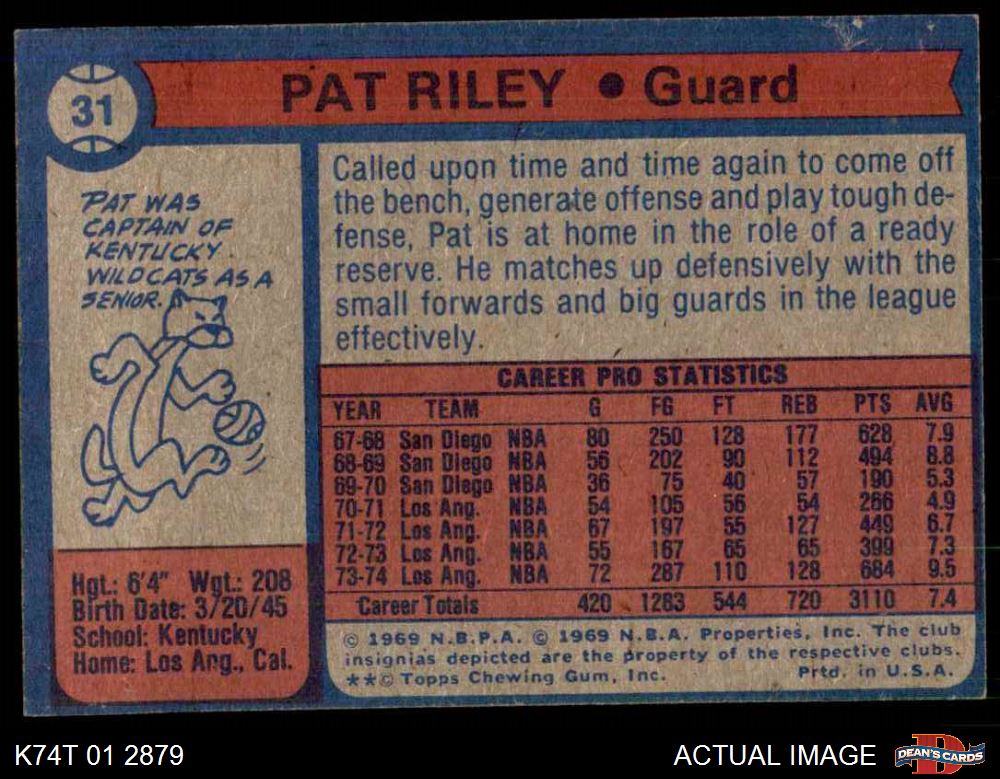 31
PAT RILEY ● Guard
PAT WAS
CAPTAIN OF
KENTUCKY
WILDCATS AS A
SENIOR.
Called upon time and time again to come off
the bench, generate offense and play tough de-
fense, Pat is at home in the role of a ready
reserve. He matches up defensively with the
small forwards and big guards in the league
effectively.
CAREER PRO STATISTICS
YEAR TEAM G FG FT REB PTS AVG
67-68 San Diego NBA 80 250 128 177 628 7.9
68-69 San Diego NBA 56 202 90 112 494 8.8
69-70 San Diego NBA 36 75 40 57 190 5.3
70-71 Los Ang. NBA 54 105 56 54 266 4.9
71-72 Los Ang. NBA 67 197 55 127 449 6.7
72-73 Los Ang. NBA 55 167 65 65 399 7.3
73-74 Los Ang. NBA 72 287 110 128 684 9.5
Career Totals 420 1283 544 720 3110 7.4
Hgt.: 6'4" Wgt.: 208
Birth Date: 3/20/45
School: Kentucky
Home: Los Ang., Cal.
© 1969 N.B.P.A. © 1969 N.B.A. Properties, Inc. The club
insignias depicted are the property of the respective clubs.
★★© Topps Chewing Gum, Inc. Prtd. in U.S.A.
K74T 01 2879
ACTUAL IMAGE
D
DEAN'S CARDS